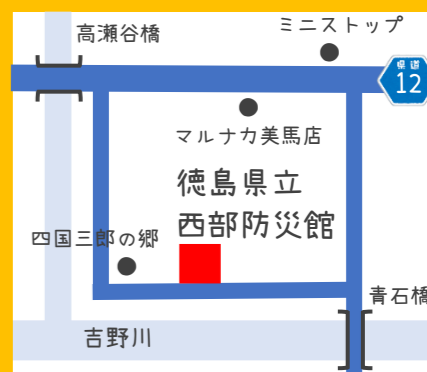 ミニストップ
高瀬谷橋
県道
12
マルナカ美馬店
徳島県立
西部防災館
四国三郎の郷
青石橋
吉野川